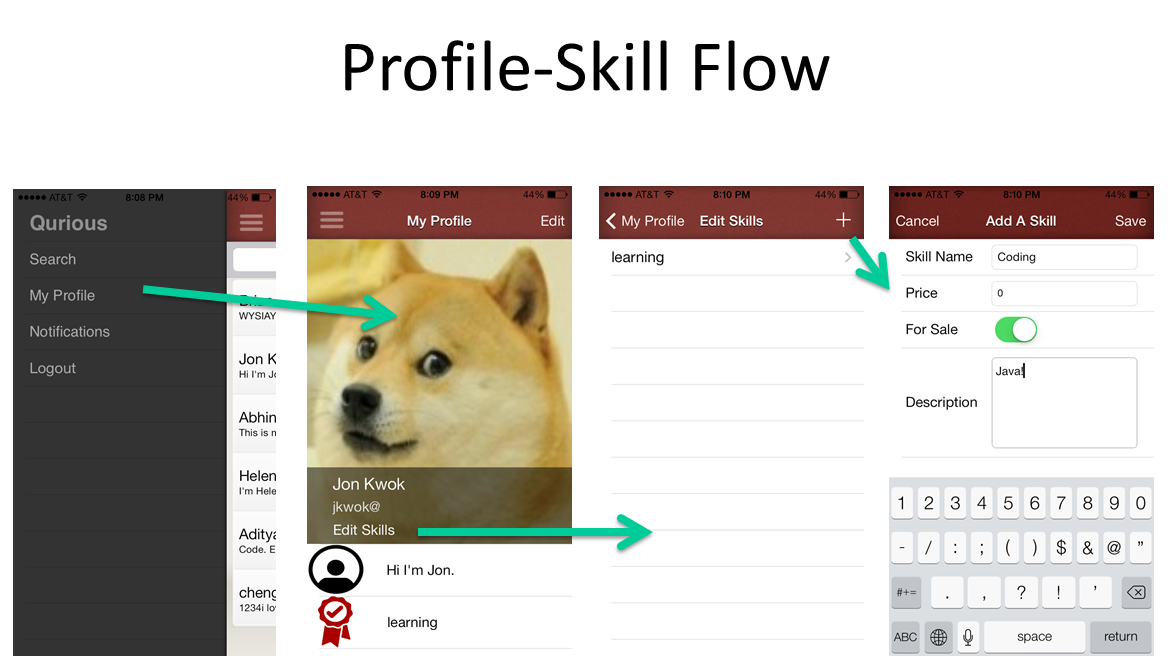 Profile-Skill Flow
AT&T 8:08 PM 44%
Qurious
Search
My Profile
Notifications
Logout
WYSIAY
Jon K
Hi I'm Jo
Abhin
This is n
Helen
I'm Hele
Aditya
Code. E
cheng
1234i lov
AT&T 8:09 PM 44%
My Profile Edit
Jon Kwok
jkwok@
Edit Skills
Hi I'm Jon.
learning
AT&T 8:10 PM 44%
My Profile Edit Skills +
learning
AT&T 8:10 PM 44%
Cancel Add A Skill Save
Skill Name Coding
Price 0
For Sale
Description Java!
1 2 3 4 5 6 7 8 9 0
- / : ; ( ) $ & @ ”
#+= . , ? ! ’
ABC space return